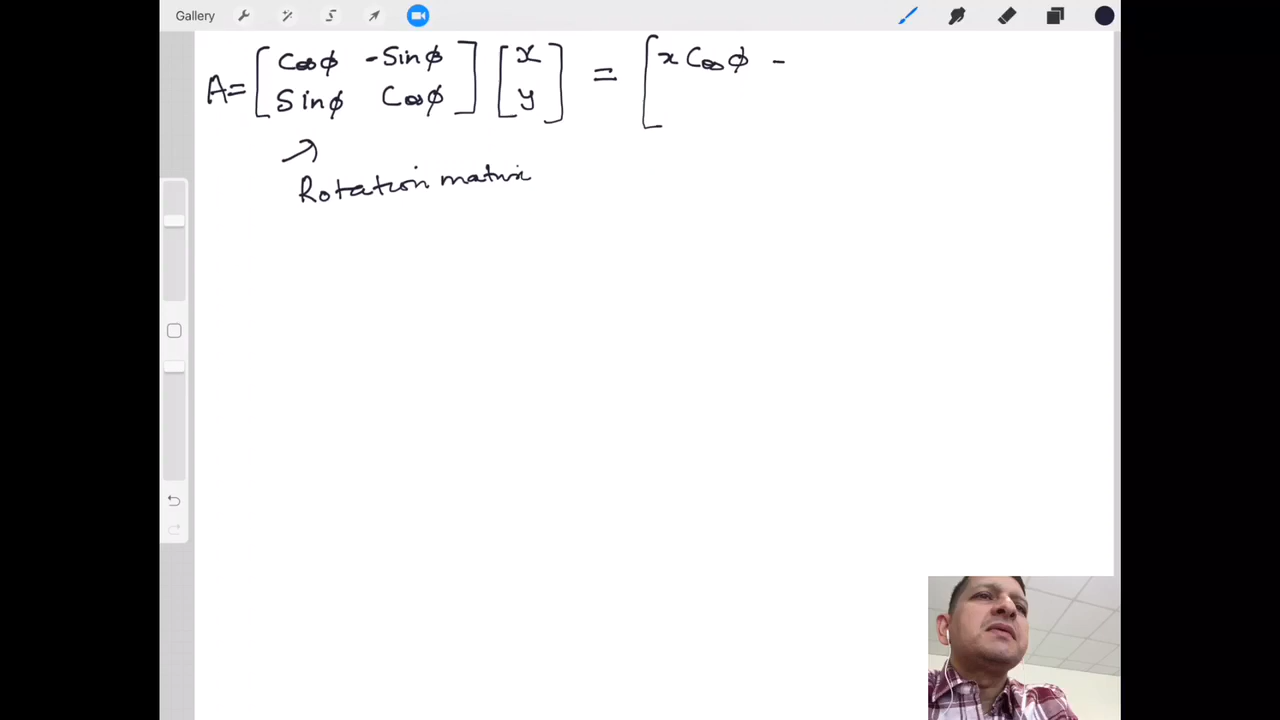 Gallery
A = [ Cosφ -Sinφ ] [ x ] = [ x Cosφ -
Sinφ Cosφ y
Rotation matrix